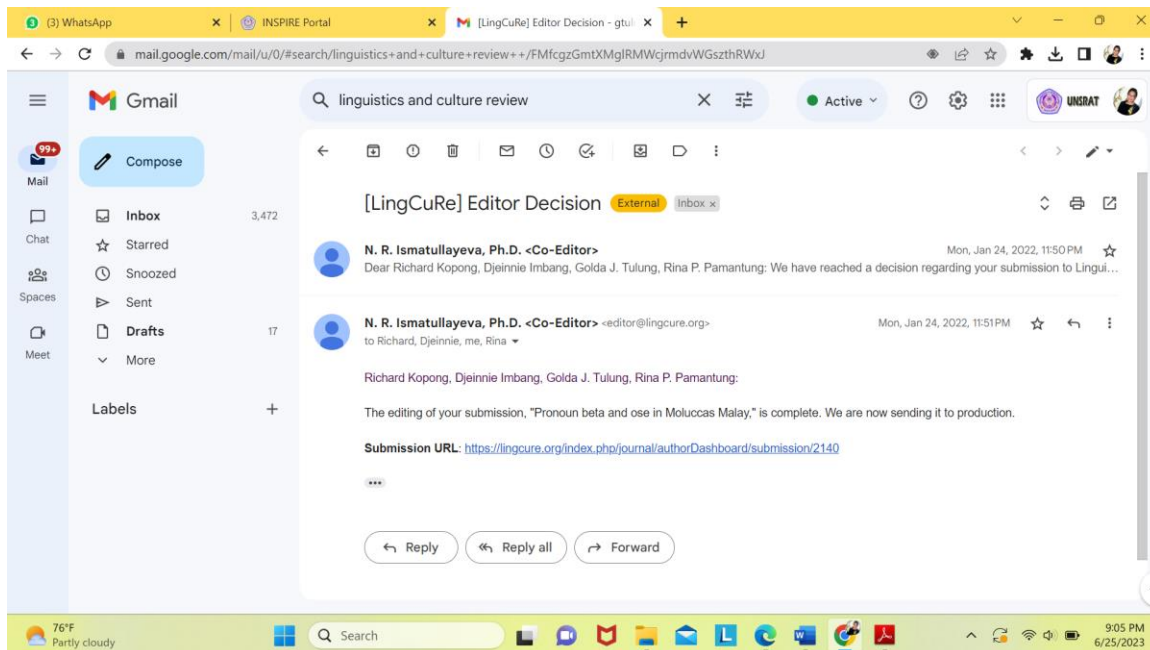 3 (3) WhatsApp
INSPIRE Portal
[LingCuRe] Editor Decision - gtul
mail.google.com/mail/u/0/#search/linguistics+and+culture+review++/FMfcgzGmtXMglRMWcjrmdvWGszthRWxJ
Gmail
linguistics and culture review
Active
UNSRAT
99+
Mail
Chat
Spaces
Meet
Compose
Inbox 3,472
Starred
Snoozed
Sent
Drafts 17
More
Labels +
[LingCuRe] Editor Decision External Inbox x
N. R. Ismatullayeva, Ph.D. <Co-Editor> Mon, Jan 24, 2022, 11:50 PM
Dear Richard Kopong, Djeinnie Imbang, Golda J. Tulung, Rina P. Pamantung: We have reached a decision regarding your submission to Lingui...
N. R. Ismatullayeva, Ph.D. <Co-Editor> <editor@lingcure.org> Mon, Jan 24, 2022, 11:51 PM
to Richard, Djeinnie, me, Rina
Richard Kopong, Djeinnie Imbang, Golda J. Tulung, Rina P. Pamantung:
The editing of your submission, "Pronoun beta and ose in Moluccas Malay," is complete. We are now sending it to production.
Submission URL: https://lingcure.org/index.php/journal/authorDashboard/submission/2140
Reply Reply all Forward
76°F
Partly cloudy
Search
9:05 PM
6/25/2023